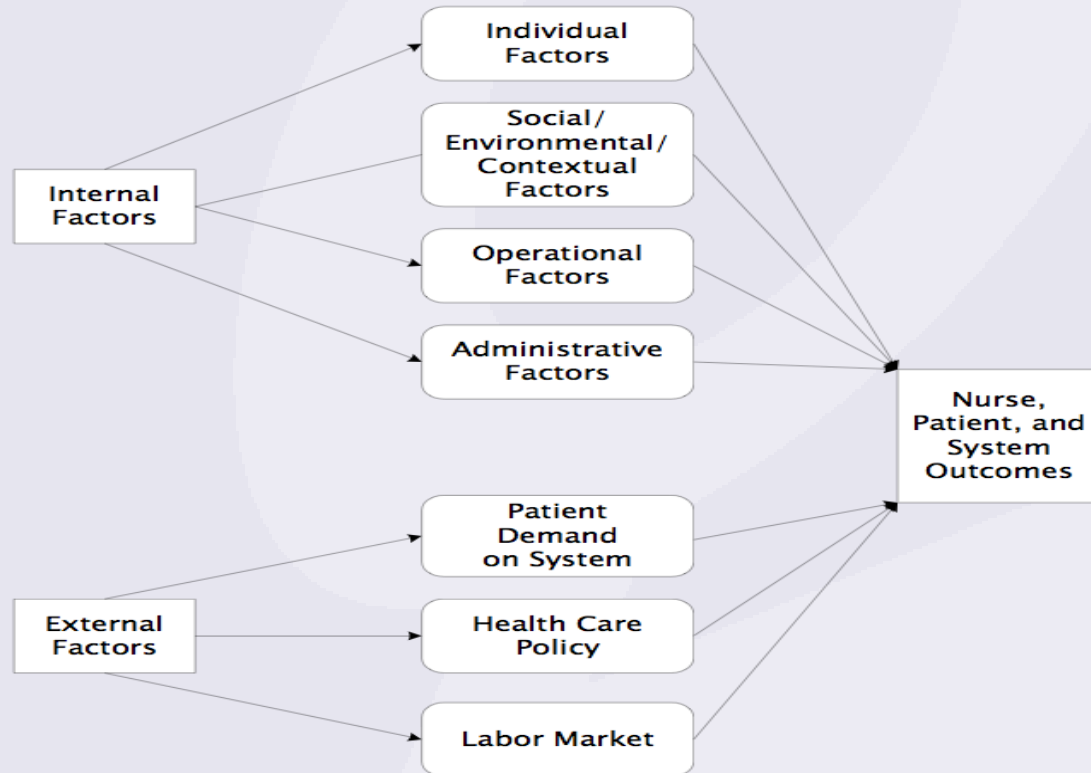 Individual
Factors
Social/
Environmental/
Contextual
Factors
Internal
Factors
Operational
Factors
Administrative
Factors
Nurse,
Patient, and
System
Outcomes
Patient
Demand
on System
External
Factors
Health Care
Policy
Labor Market